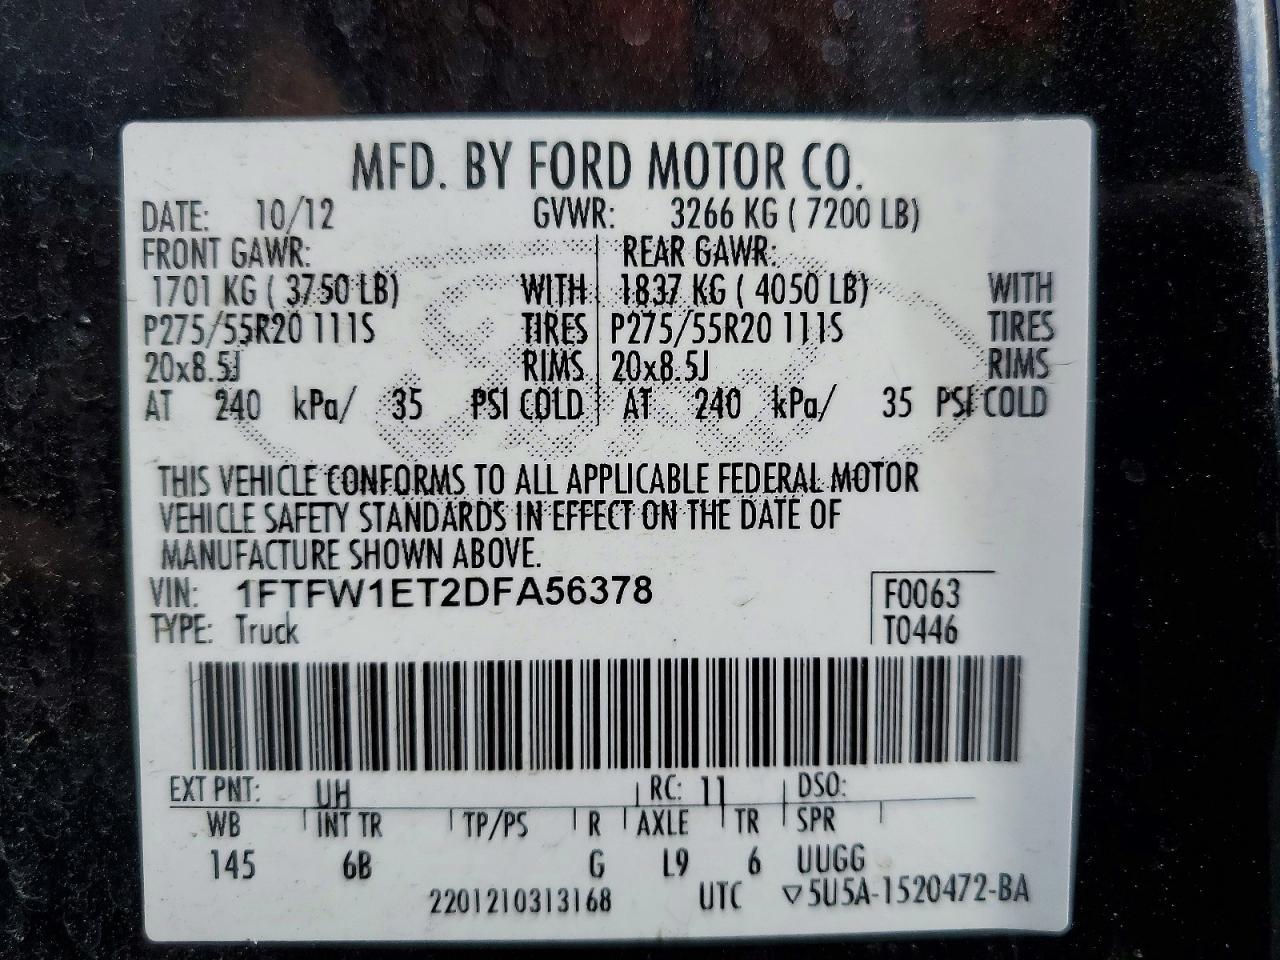 MFD. BY FORD MOTOR CO.
DATE: 10/12 GVWR: 3266 KG ( 7200 LB)
FRONT GAWR: REAR GAWR:
1701 KG ( 3750 LB) WITH 1837 KG ( 4050 LB) WITH
P275/55R20 111S TIRES P275/55R20 111S TIRES
20x8.5J RIMS 20x8.5J RIMS
AT 240 kPa/ 35 PSI COLD AT 240 kPa/ 35 PSI COLD
THIS VEHICLE CONFORMS TO ALL APPLICABLE FEDERAL MOTOR
VEHICLE SAFETY STANDARDS IN EFFECT ON THE DATE OF
MANUFACTURE SHOWN ABOVE.
VIN: 1FTFW1ET2DFA56378 F0063
TYPE: Truck T0446
EXT PNT: UH RC: 11 DSO:
WB INT TR TP/PS R AXLE TR SPR
145 6B G L9 6 UUGG
2201210313168 UTC ▽5U5A-1520472-BA